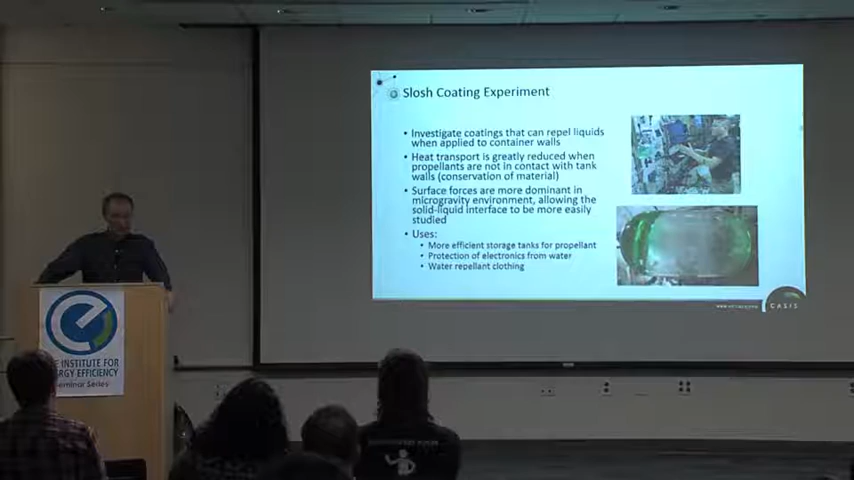 Slosh Coating Experiment
• Investigate coatings that can repel liquids
when applied to container walls
• Heat transport is greatly reduced when
propellants are not in contact with tank
walls (conservation of material)
• Surface forces are more dominant in
microgravity environment, allowing the
solid-liquid interface to be more easily
studied
• Uses:
• More efficient storage tanks for propellant
• Protection of electronics from water
• Water repellant clothing
CASIS
INSTITUTE FOR
EFFICIENCY
Seminar Series